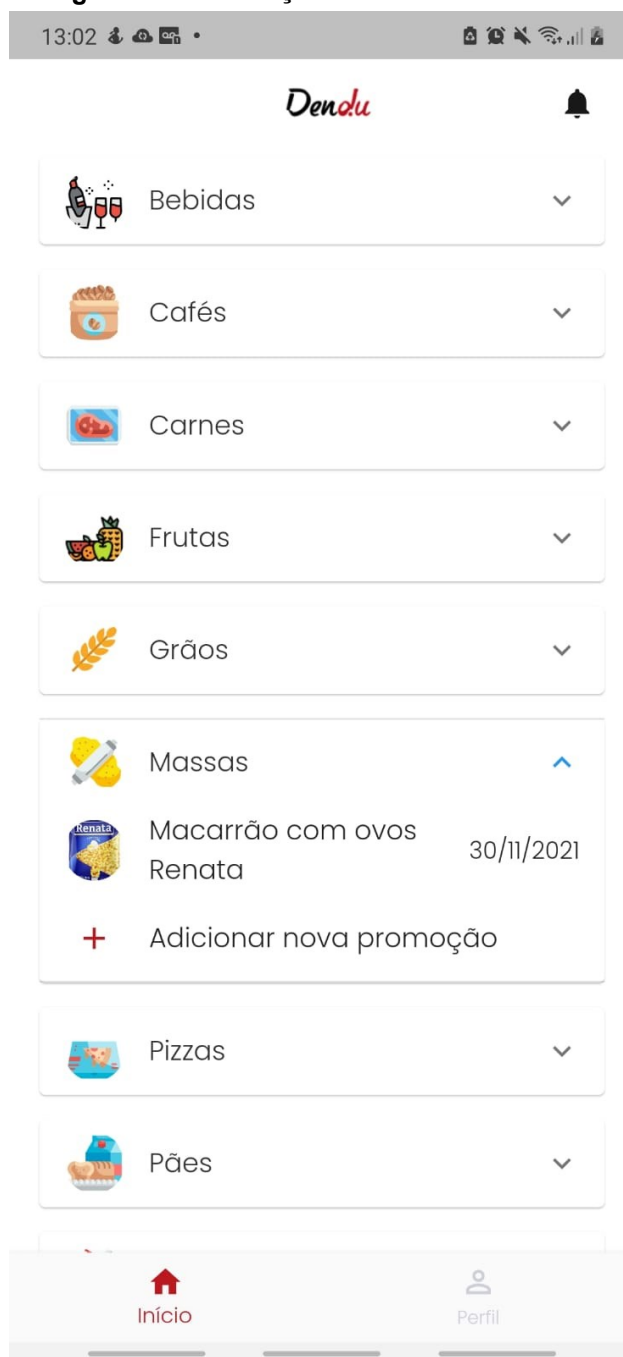 13:02
Dendu
Bebidas
Cafés
Carnes
Frutas
Grãos
Massas
Renata
Macarrão com ovos
Renata
30/11/2021
+ Adicionar nova promoção
Pizzas
Pães
Início
Perfil